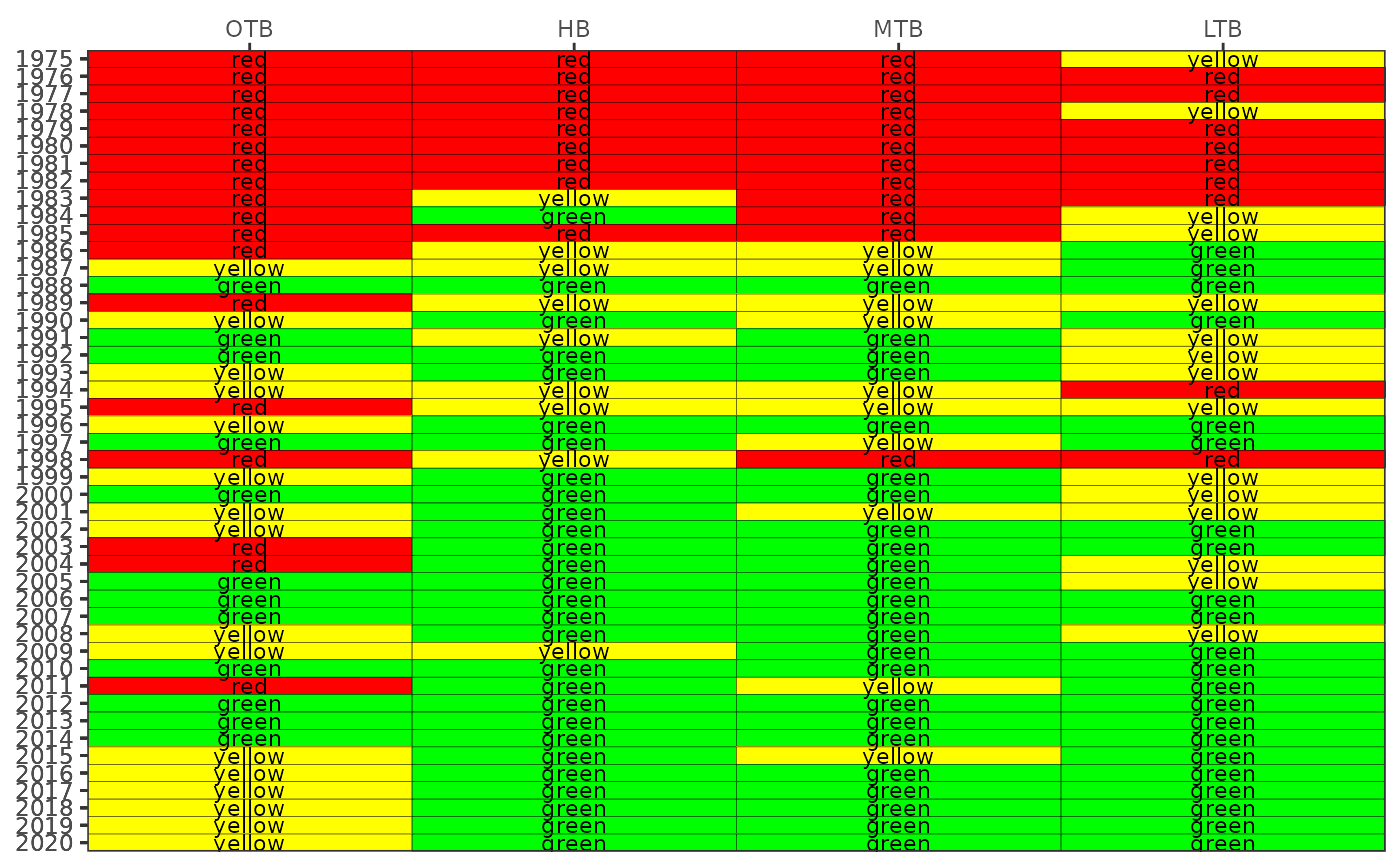 OTB HB MTB LTB
1975 red red red yellow
1976 red red red red
1977 red red red red
1978 red red red yellow
1979 red red red red
1980 red red red red
1981 red red red red
1982 red red red red
1983 red yellow red red
1984 red green red yellow
1985 red red red yellow
1986 red yellow yellow green
1987 yellow yellow yellow green
1988 green green green green
1989 red yellow yellow yellow
1990 yellow green yellow green
1991 green yellow green yellow
1992 green green green yellow
1993 yellow green green yellow
1994 yellow yellow yellow red
1995 red yellow yellow yellow
1996 yellow green green green
1997 green green yellow green
1998 red yellow red red
1999 yellow green green yellow
2000 green green green yellow
2001 yellow green yellow yellow
2002 yellow green green green
2003 red green green green
2004 red green green yellow
2005 green green green yellow
2006 green green green green
2007 green green green green
2008 yellow green green yellow
2009 yellow yellow green green
2010 green green green green
2011 red green yellow green
2012 green green green green
2013 green green green green
2014 green green green green
2015 yellow green yellow green
2016 yellow green green green
2017 yellow green green green
2018 yellow green green green
2019 yellow green green green
2020 yellow green green green